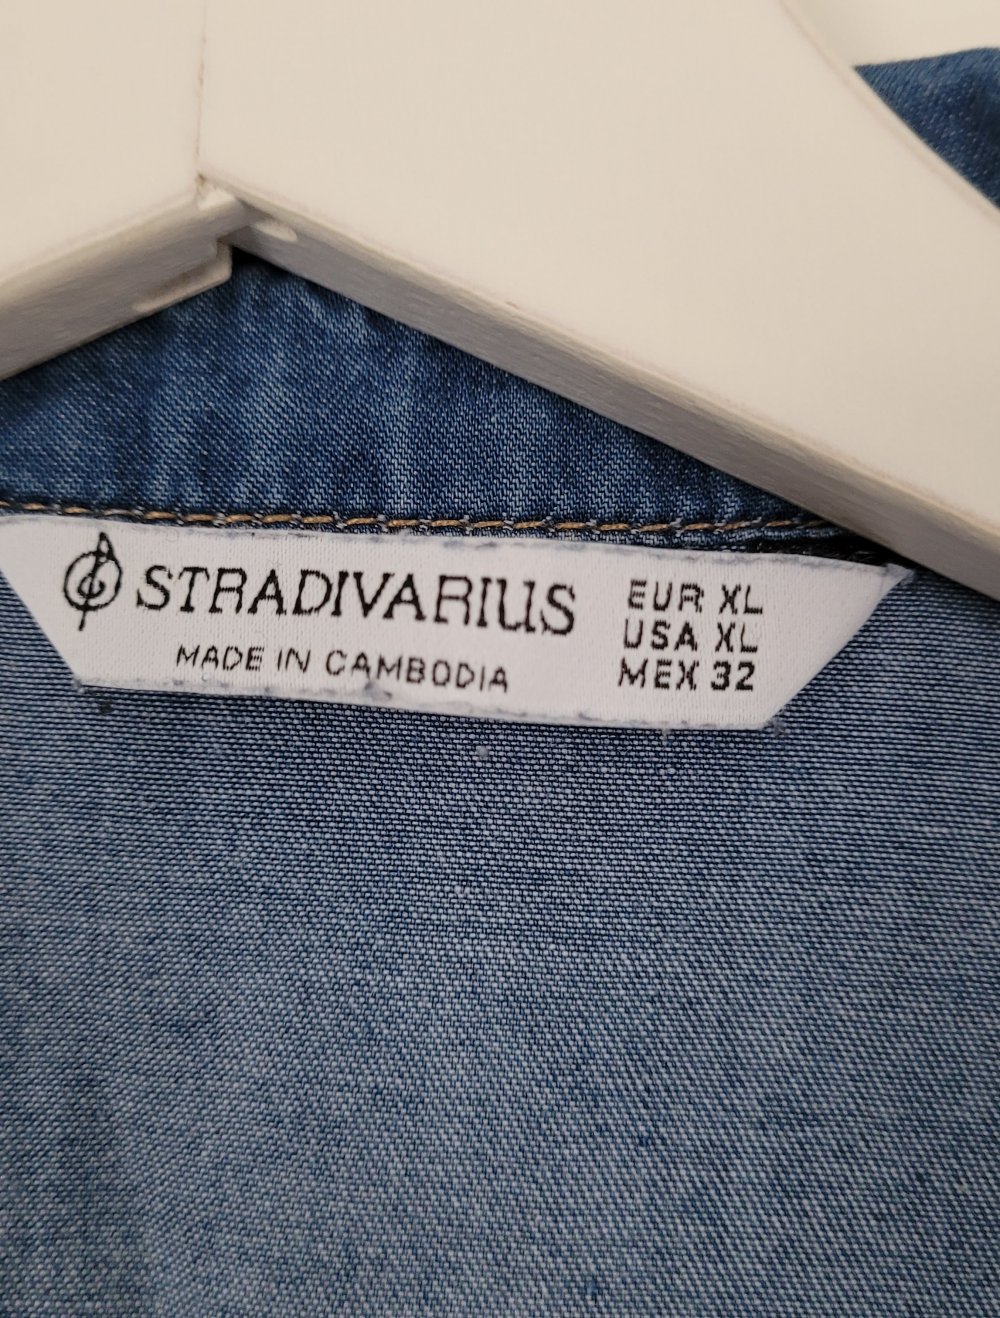 STRADIVARIUS
MADE IN CAMBODIA
EUR XL
USA XL
MEX 32